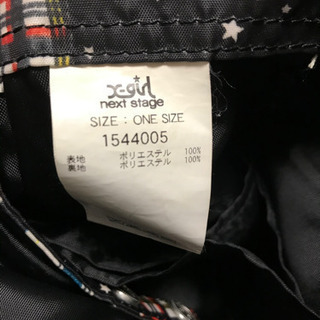 X-girl
next stage
SIZE : ONE SIZE
1544005
表地 ポリエステル 100%
裏地 ポリエステル 100%